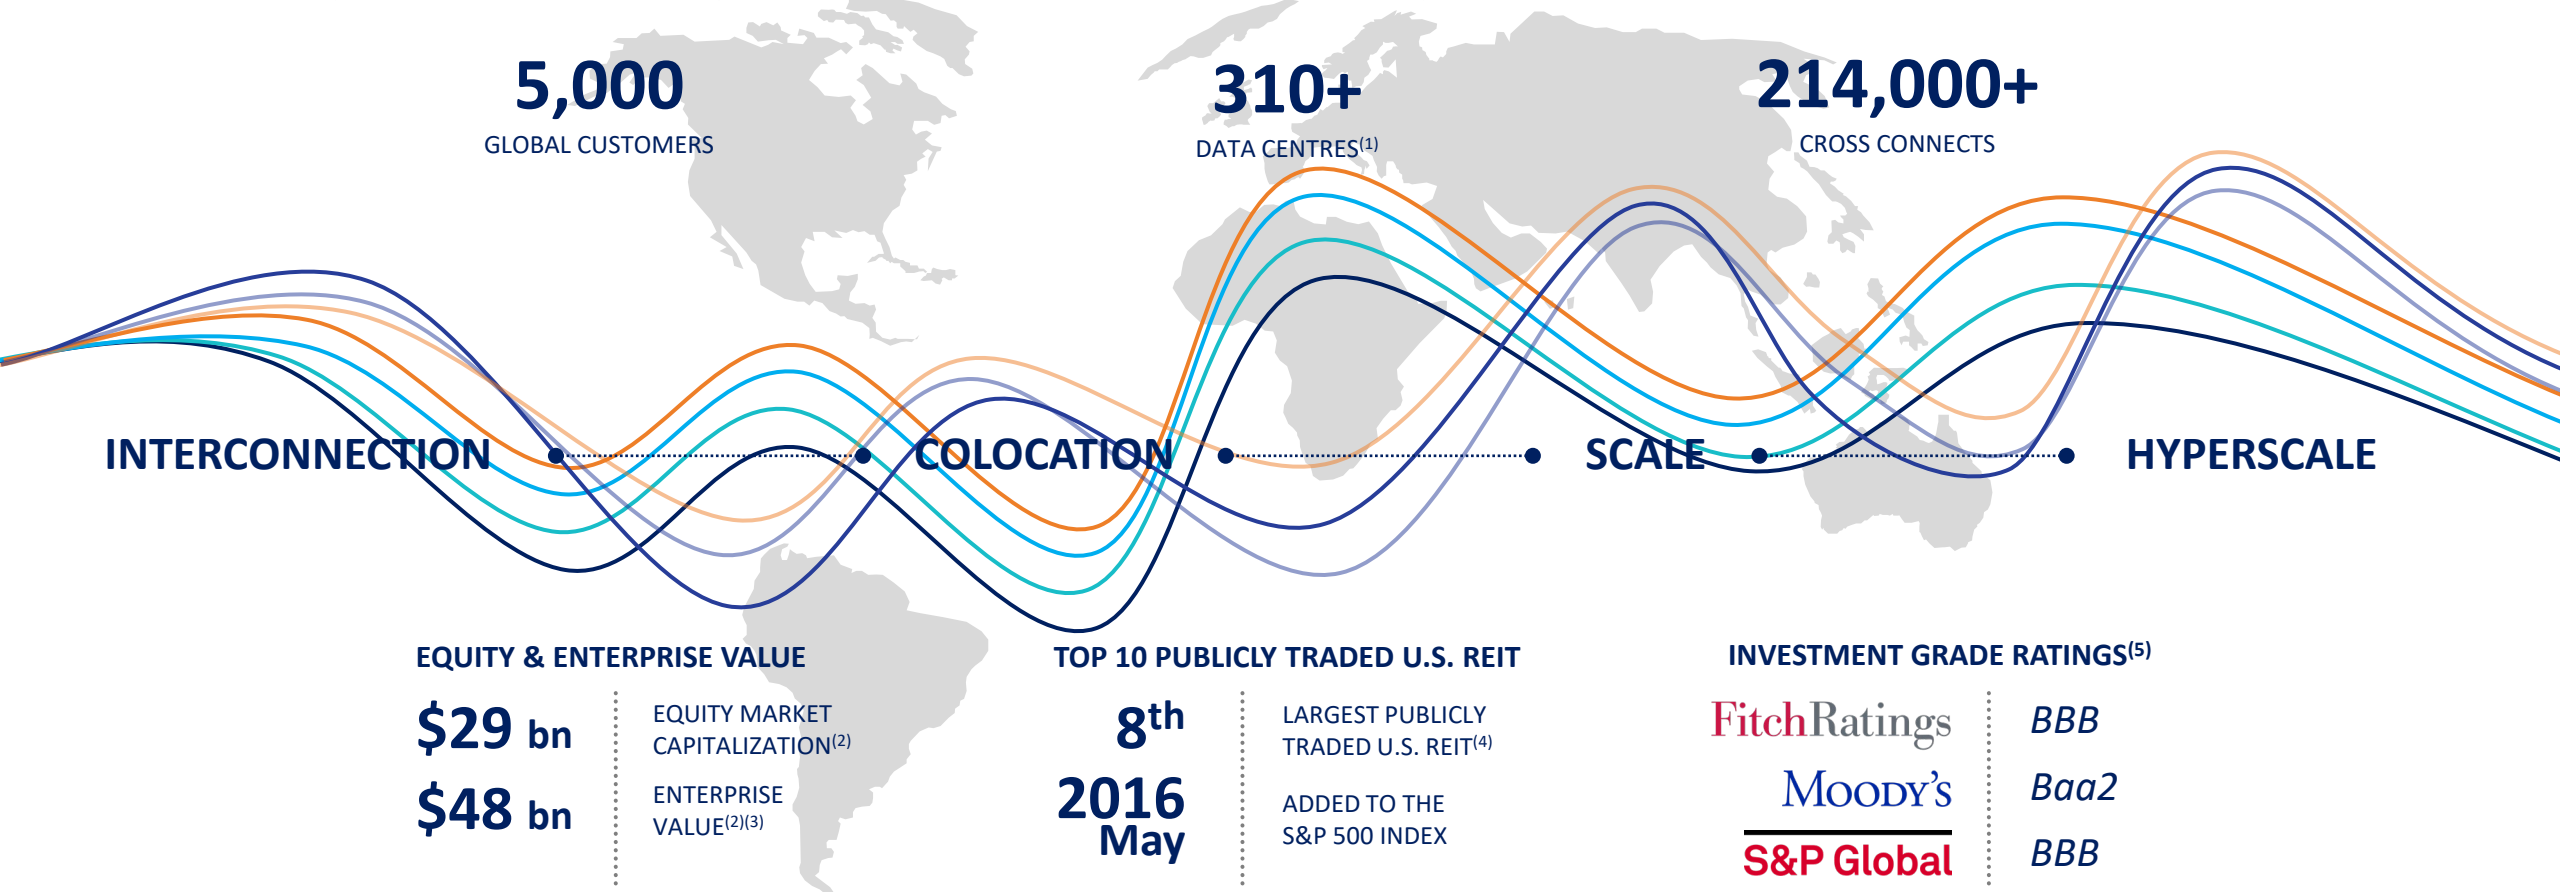 5,000
GLOBAL CUSTOMERS
310+
DATA CENTRES(1)
214,000+
CROSS CONNECTS
INTERCONNECTION
COLOCATION
SCALE
HYPERSCALE
EQUITY & ENTERPRISE VALUE
$29 bn
EQUITY MARKET
CAPITALIZATION(2)
$48 bn
ENTERPRISE
VALUE(2)(3)
TOP 10 PUBLICLY TRADED U.S. REIT
8th
LARGEST PUBLICLY
TRADED U.S. REIT(4)
2016
May
ADDED TO THE
S&P 500 INDEX
INVESTMENT GRADE RATINGS(5)
FitchRatings
BBB
MOODY'S
Baa2
S&P Global
BBB